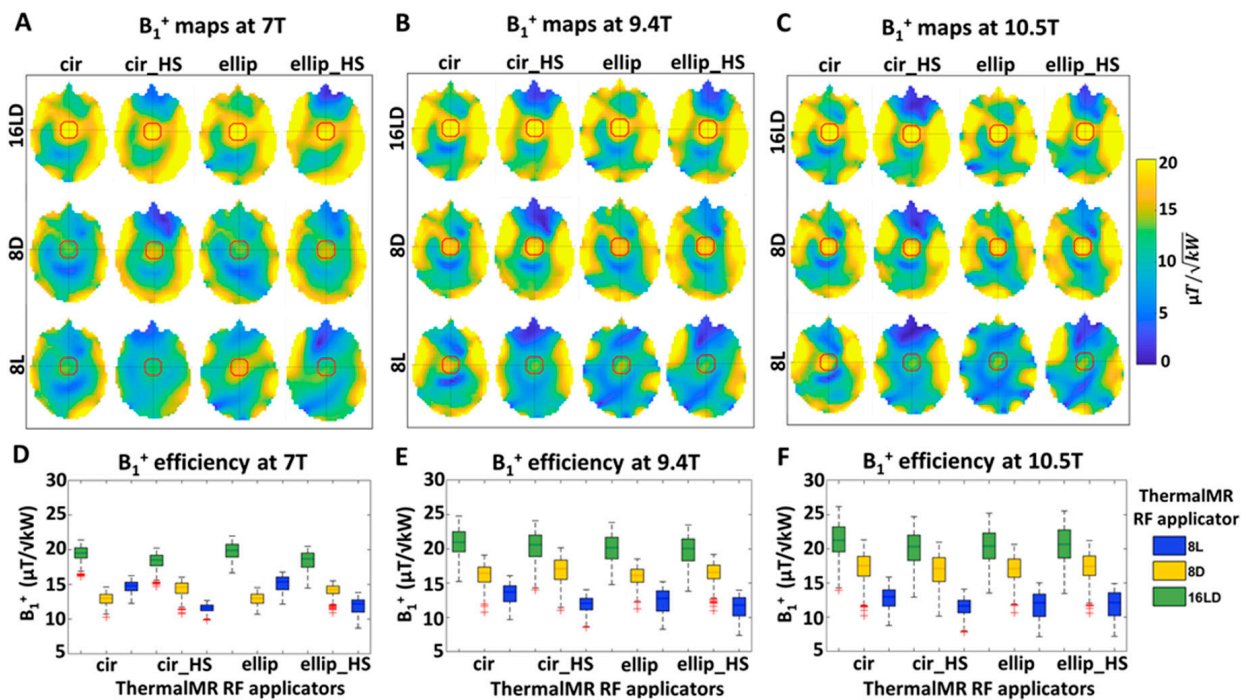 A B₁⁺ maps at 7T
B B₁⁺ maps at 9.4T
C B₁⁺ maps at 10.5T
cir cir_HS ellip ellip_HS
cir cir_HS ellip ellip_HS
cir cir_HS ellip ellip_HS
16LD
8D
8L
16LD
8D
8L
16LD
8D
8L
20
15
10
5
0
µT/√kW
D B₁⁺ efficiency at 7T
B₁⁺ (µT/√kW)
30
25
20
15
10
5
cir cir_HS ellip ellip_HS
ThermalMR RF applicators
E B₁⁺ efficiency at 9.4T
B₁⁺ (µT/√kW)
30
25
20
15
10
5
cir cir_HS ellip ellip_HS
ThermalMR RF applicators
F B₁⁺ efficiency at 10.5T
B₁⁺ (µT/√kW)
30
25
20
15
10
5
cir cir_HS ellip ellip_HS
ThermalMR RF applicators
ThermalMR
RF applicator
8L
8D
16LD